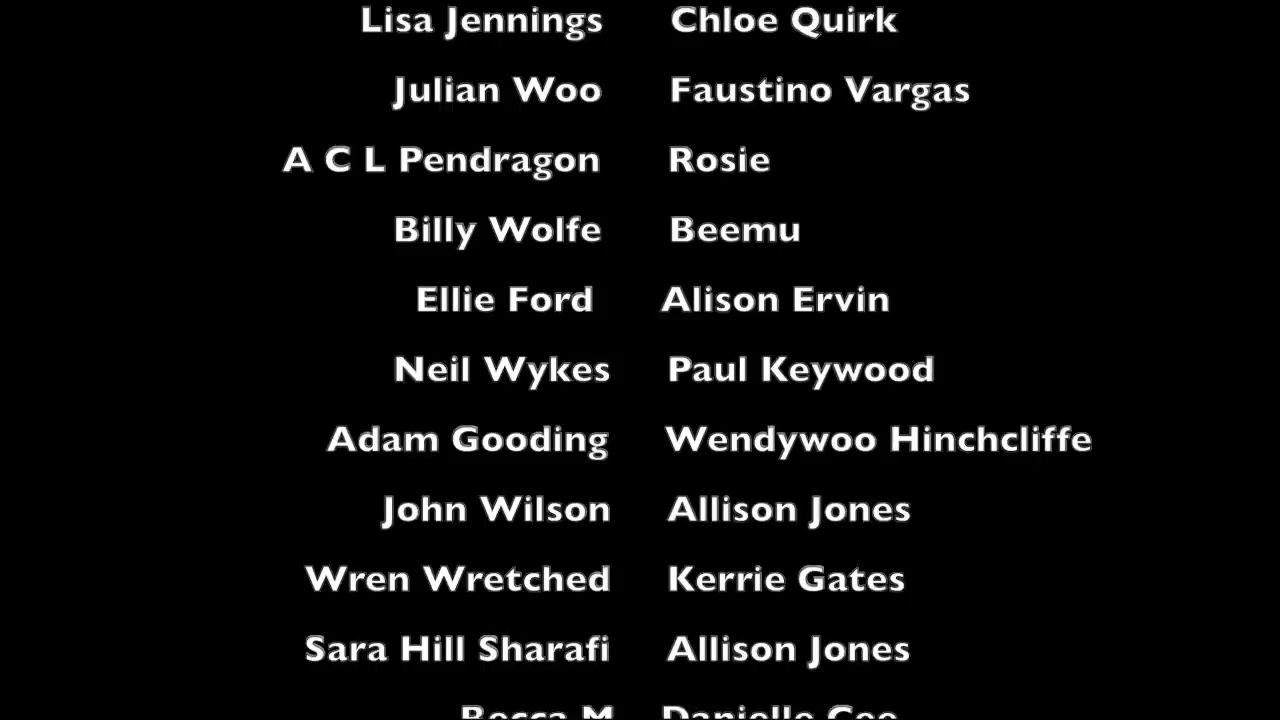 Lisa Jennings Chloe Quirk
Julian Woo Faustino Vargas
A C L Pendragon Rosie
Billy Wolfe Beemu
Ellie Ford Alison Ervin
Neil Wykes Paul Keywood
Adam Gooding Wendywoo Hinchcliffe
John Wilson Allison Jones
Wren Wretched Kerrie Gates
Sara Hill Sharafi Allison Jones
Becca M Danielle